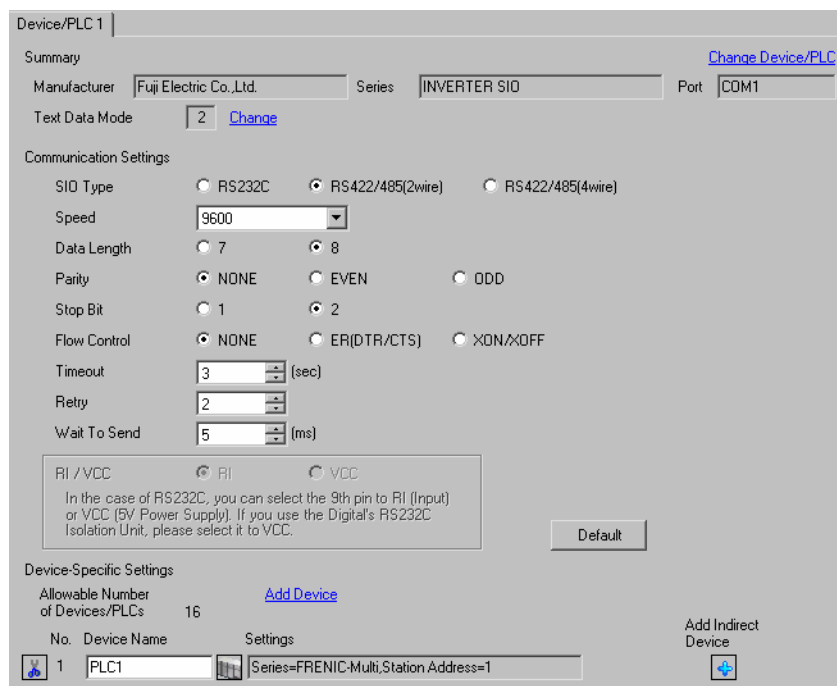 Device/PLC 1
Summary Change Device/PLC
Manufacturer Fuji Electric Co.,Ltd. Series INVERTER SIO Port COM1
Text Data Mode 2 Change
Communication Settings
SIO Type RS232C RS422/485(2wire) RS422/485(4wire)
Speed 9600
Data Length 7 8
Parity NONE EVEN ODD
Stop Bit 1 2
Flow Control NONE ER(DTR/CTS) XON/XOFF
Timeout 3 (sec)
Retry 2
Wait To Send 5 (ms)
RI / VCC RI VCC
In the case of RS232C, you can select the 9th pin to RI (Input)
or VCC (5V Power Supply). If you use the Digital's RS232C
Isolation Unit, please select it to VCC.
Default
Device-Specific Settings
Allowable Number Add Device
of Devices/PLCs 16
Add Indirect
No. Device Name Settings Device
1 PLC1 Series=FRENIC-Multi,Station Address=1